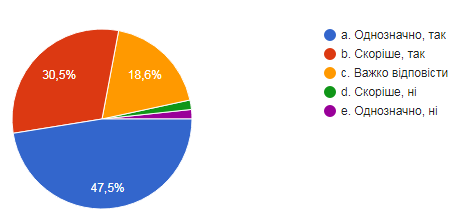 30,5%
18,6%
47,5%
a. Однозначно, так
b. Скоріше, так
c. Важко відповісти
d. Скоріше, ні
e. Однозначно, ні